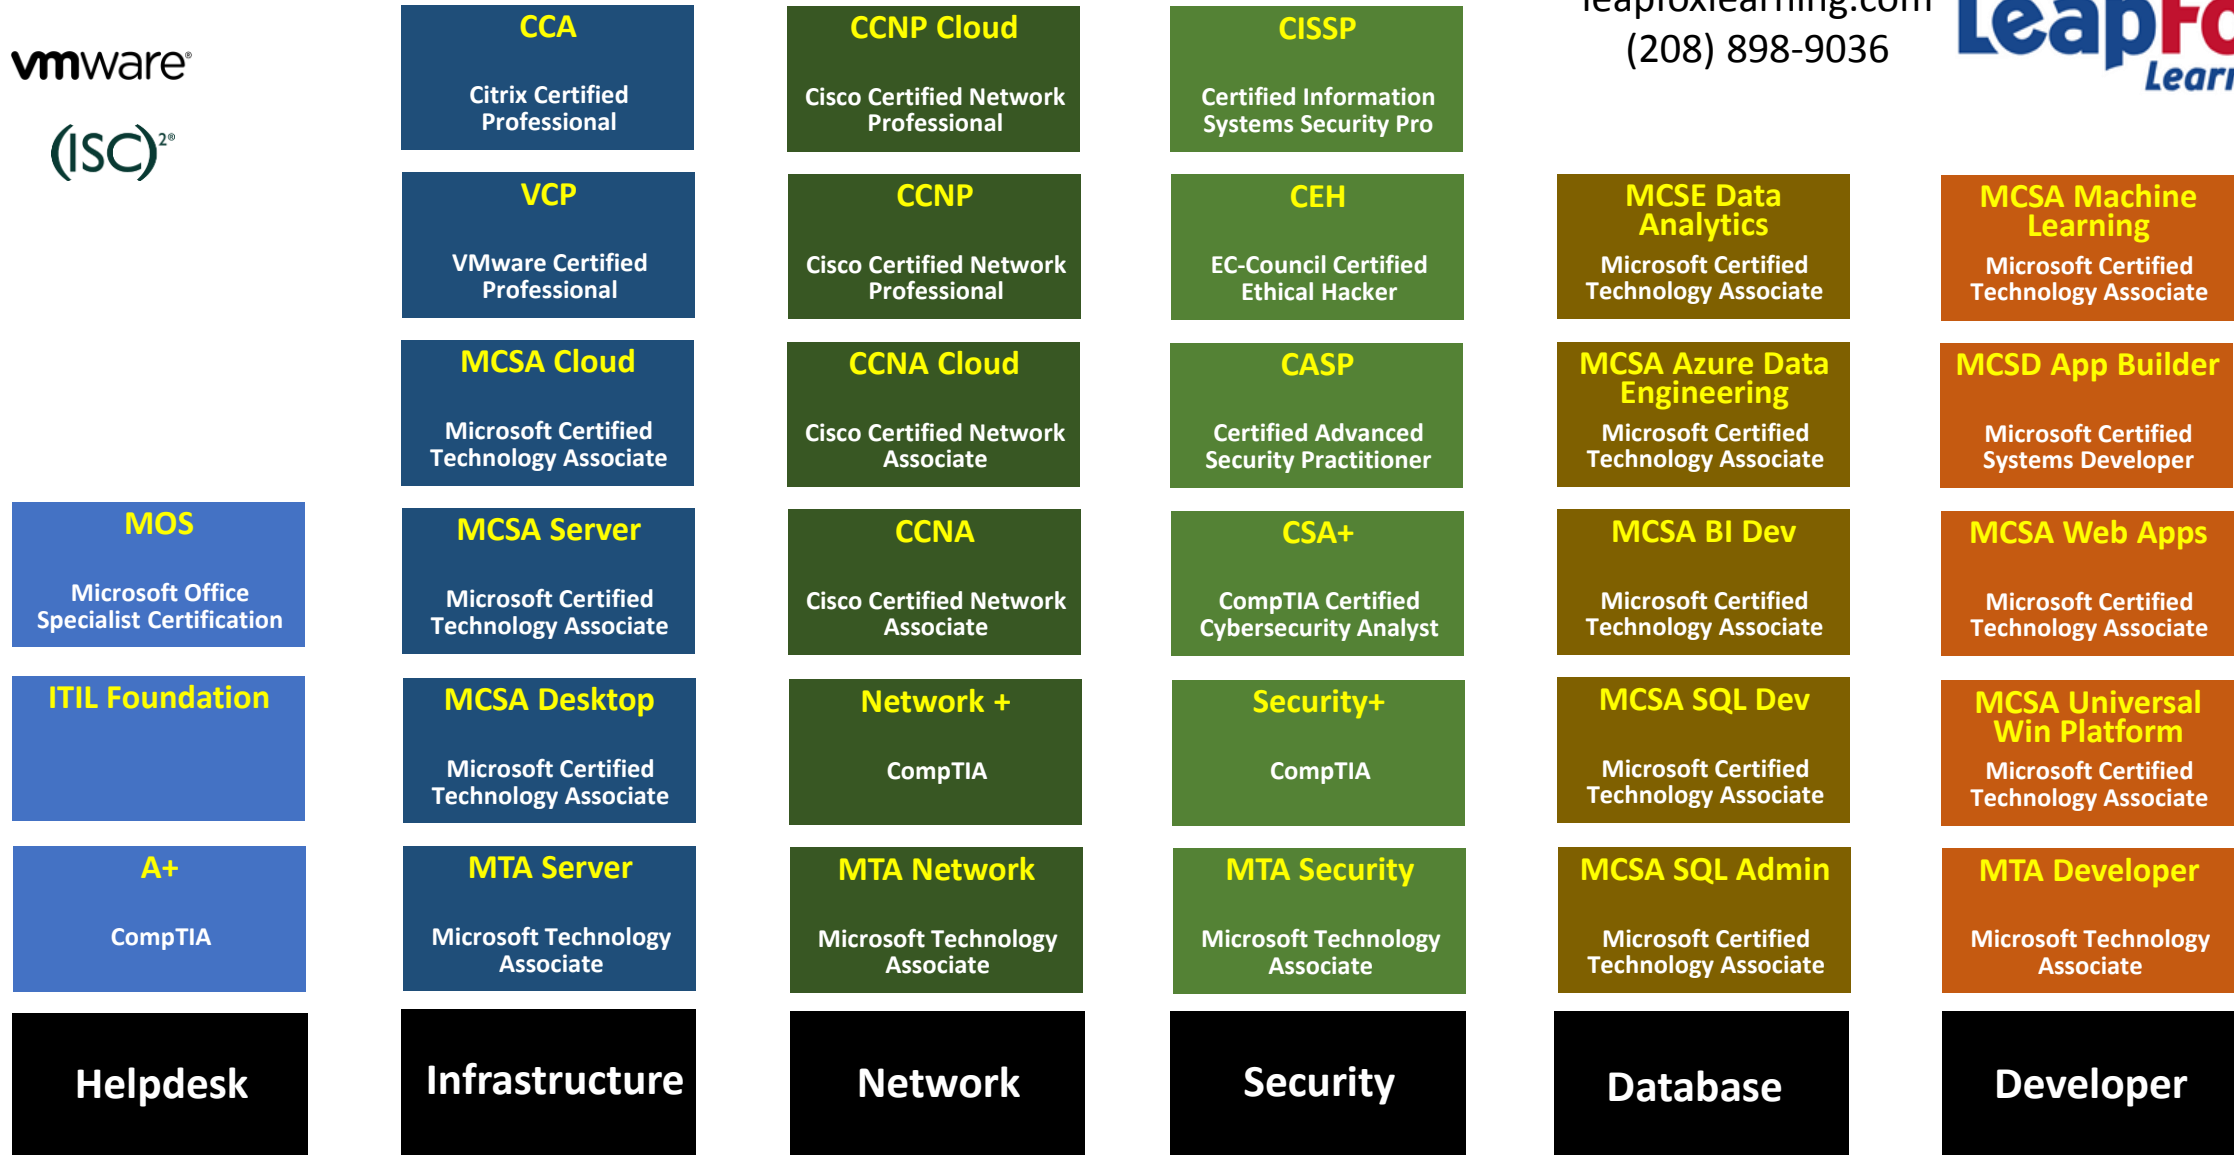 leapfoxlearning.com
(208) 898-9036
LeapFo
Learn
vmware®
(ISC)²®
CCA
Citrix Certified
Professional
CCNP Cloud
Cisco Certified Network
Professional
CISSP
Certified Information
Systems Security Pro
VCP
VMware Certified
Professional
CCNP
Cisco Certified Network
Professional
CEH
EC-Council Certified
Ethical Hacker
MCSE Data
Analytics
Microsoft Certified
Technology Associate
MCSA Machine
Learning
Microsoft Certified
Technology Associate
MCSA Cloud
Microsoft Certified
Technology Associate
CCNA Cloud
Cisco Certified Network
Associate
CASP
Certified Advanced
Security Practitioner
MCSA Azure Data
Engineering
Microsoft Certified
Technology Associate
MCSD App Builder
Microsoft Certified
Systems Developer
MOS
Microsoft Office
Specialist Certification
MCSA Server
Microsoft Certified
Technology Associate
CCNA
Cisco Certified Network
Associate
CSA+
CompTIA Certified
Cybersecurity Analyst
MCSA BI Dev
Microsoft Certified
Technology Associate
MCSA Web Apps
Microsoft Certified
Technology Associate
ITIL Foundation
MCSA Desktop
Microsoft Certified
Technology Associate
Network +
CompTIA
Security+
CompTIA
MCSA SQL Dev
Microsoft Certified
Technology Associate
MCSA Universal
Win Platform
Microsoft Certified
Technology Associate
A+
CompTIA
MTA Server
Microsoft Technology
Associate
MTA Network
Microsoft Technology
Associate
MTA Security
Microsoft Technology
Associate
MCSA SQL Admin
Microsoft Certified
Technology Associate
MTA Developer
Microsoft Technology
Associate
Helpdesk
Infrastructure
Network
Security
Database
Developer